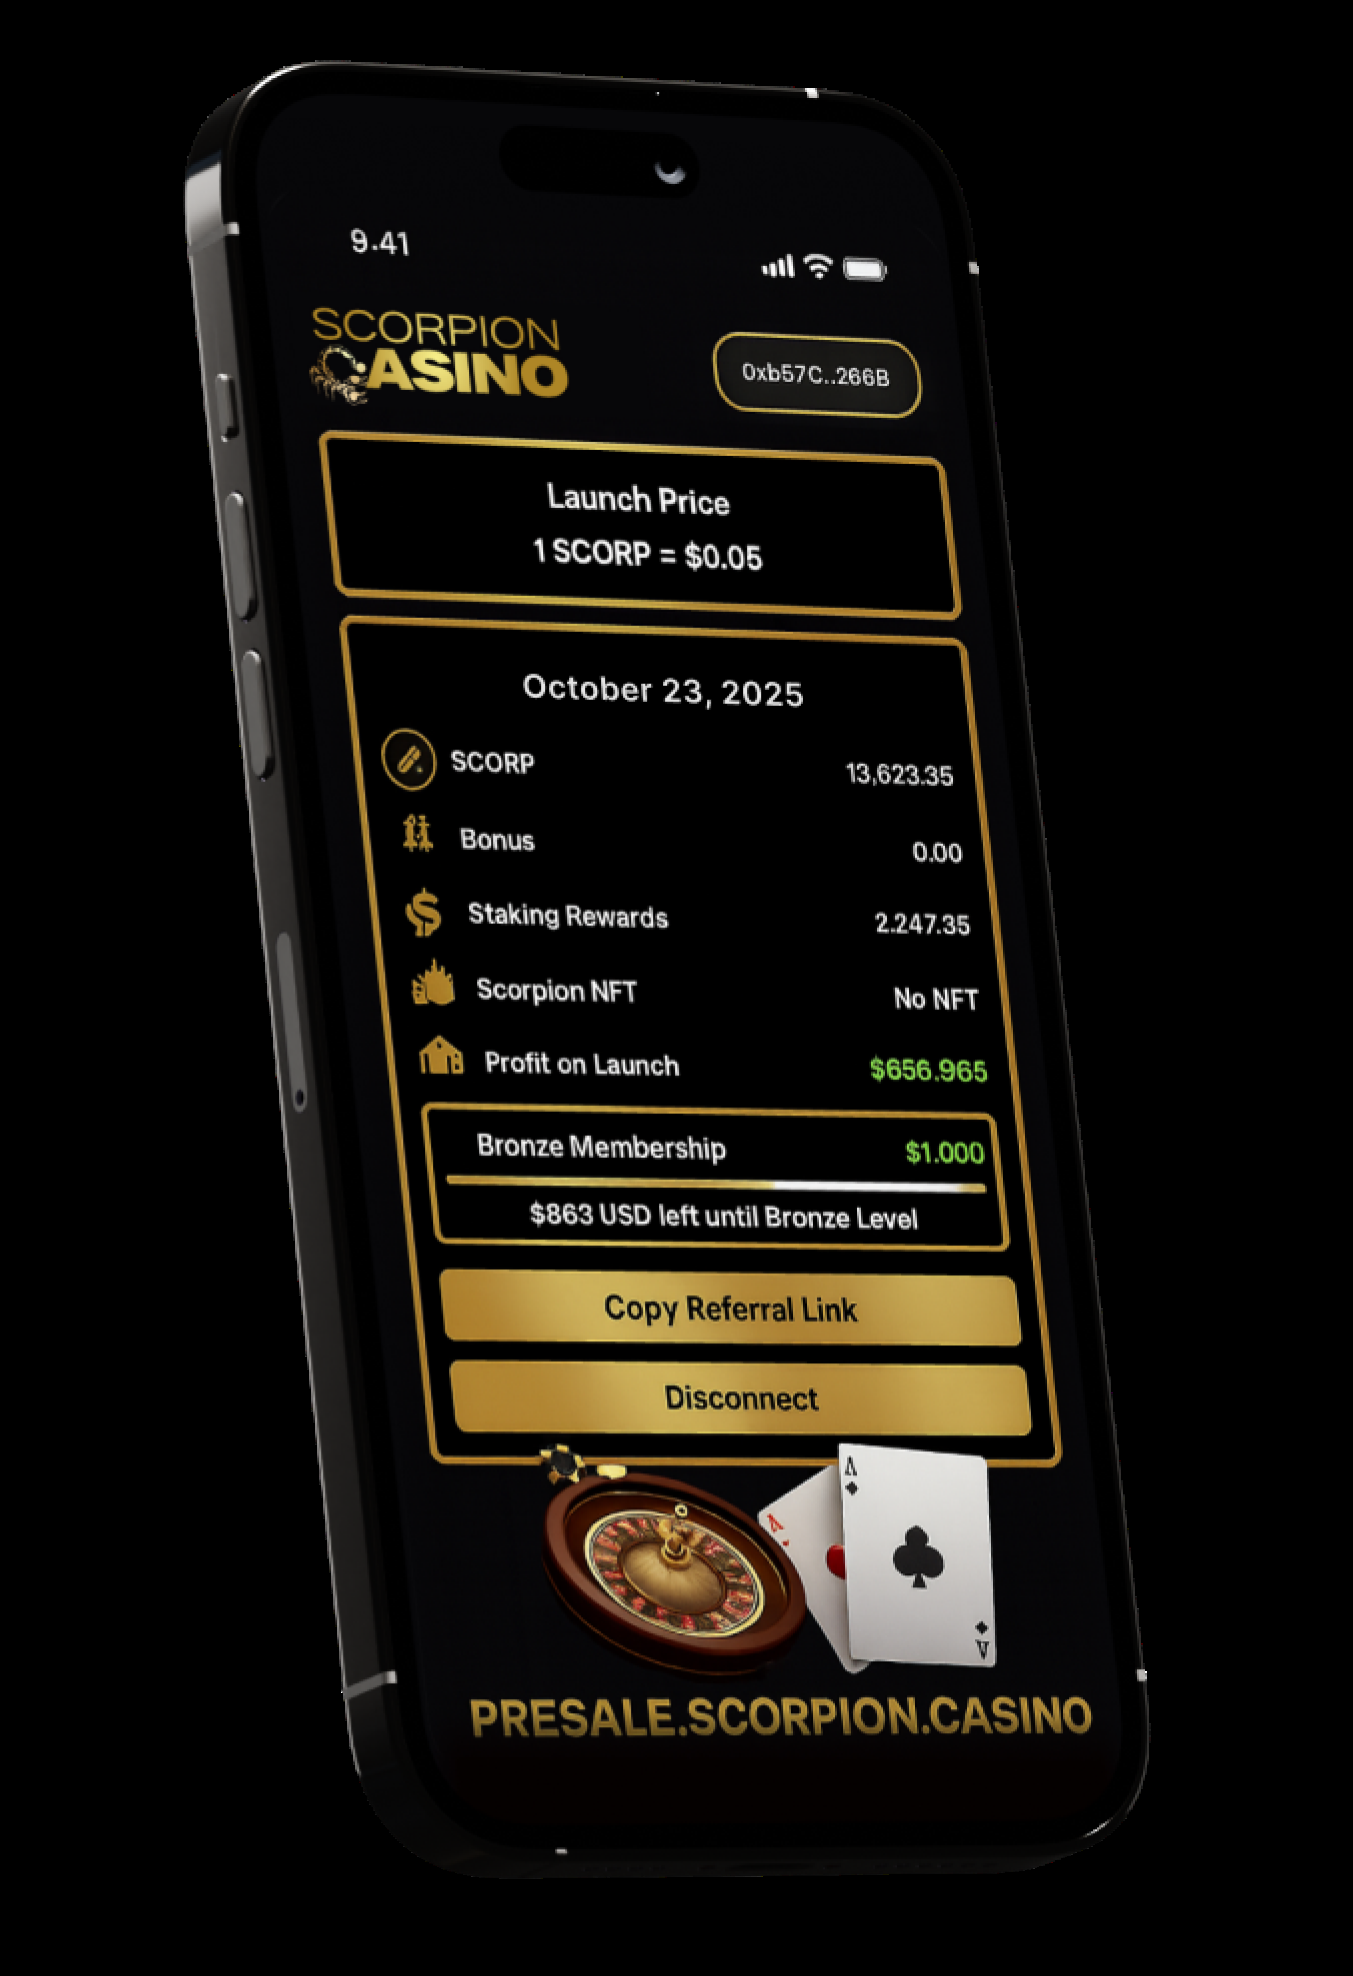 9.41
SCORPION
CASINO
0xb57C..266B
Launch Price
1 SCORP = $0.05
October 23, 2025
SCORP 13,623.35
Bonus 0.00
Staking Rewards 2.247.35
Scorpion NFT No NFT
Profit on Launch $656.965
Bronze Membership $1.000
$863 USD left until Bronze Level
Copy Referral Link
Disconnect
A
A
A
PRESALE.SCORPION.CASINO